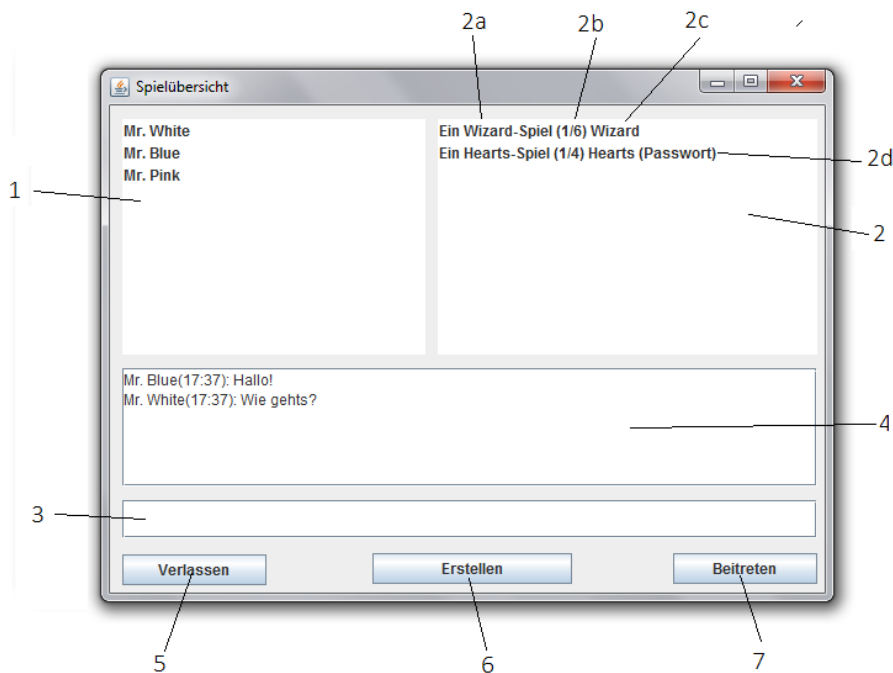 2a
2b
2c
Spielübersicht
Mr. White
Mr. Blue
Mr. Pink
Ein Wizard-Spiel (1/6) Wizard
Ein Hearts-Spiel (1/4) Hearts (Passwort)
2d
1
2
Mr. Blue(17:37): Hallo!
Mr. White(17:37): Wie gehts?
4
3
Verlassen
Erstellen
Beitreten
5
6
7